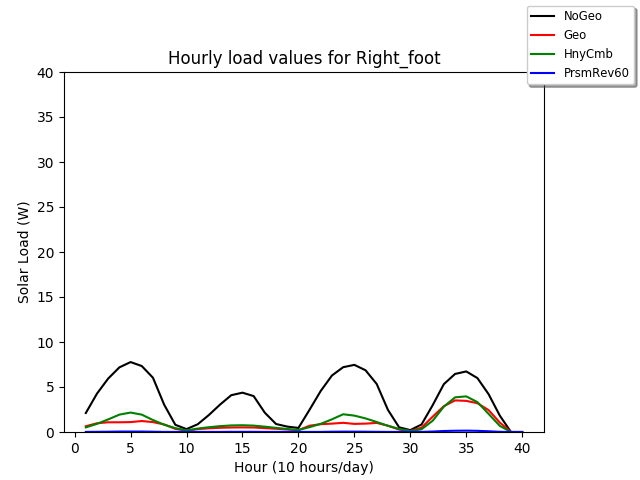 NoGeo
Geo
HnyCmb
PrsmRev60
Hourly load values for Right_foot
40
35
30
25
20
15
10
5
0
Solar Load (W)
0 5 10 15 20 25 30 35 40
Hour (10 hours/day)